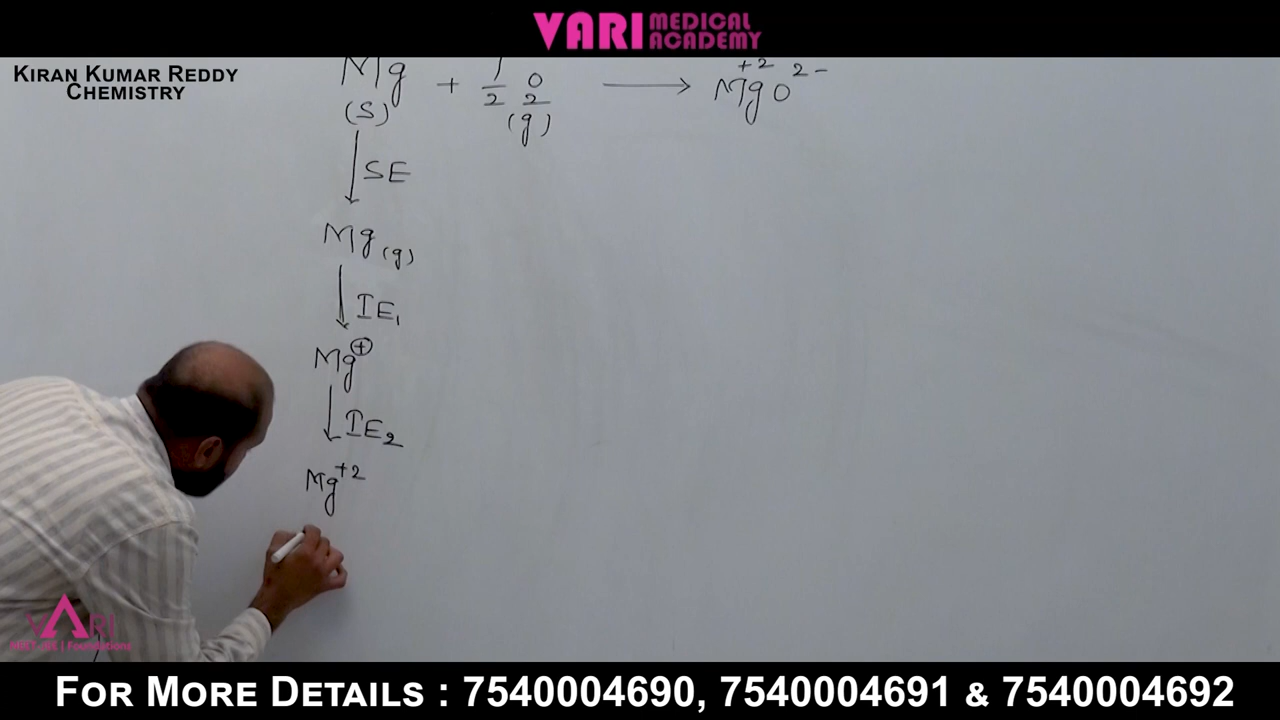 VARI MEDICAL ACADEMY
KIRAN KUMAR REDDY
CHEMISTRY
Mg + 1/2 O2 → Mg+2 O2-
(s) (g)
↓ SE
Mg (g)
↓ IE1
Mg⊕
↓ IE2
Mg+2
VARI
FOR MORE DETAILS : 7540004690, 7540004691 & 7540004692